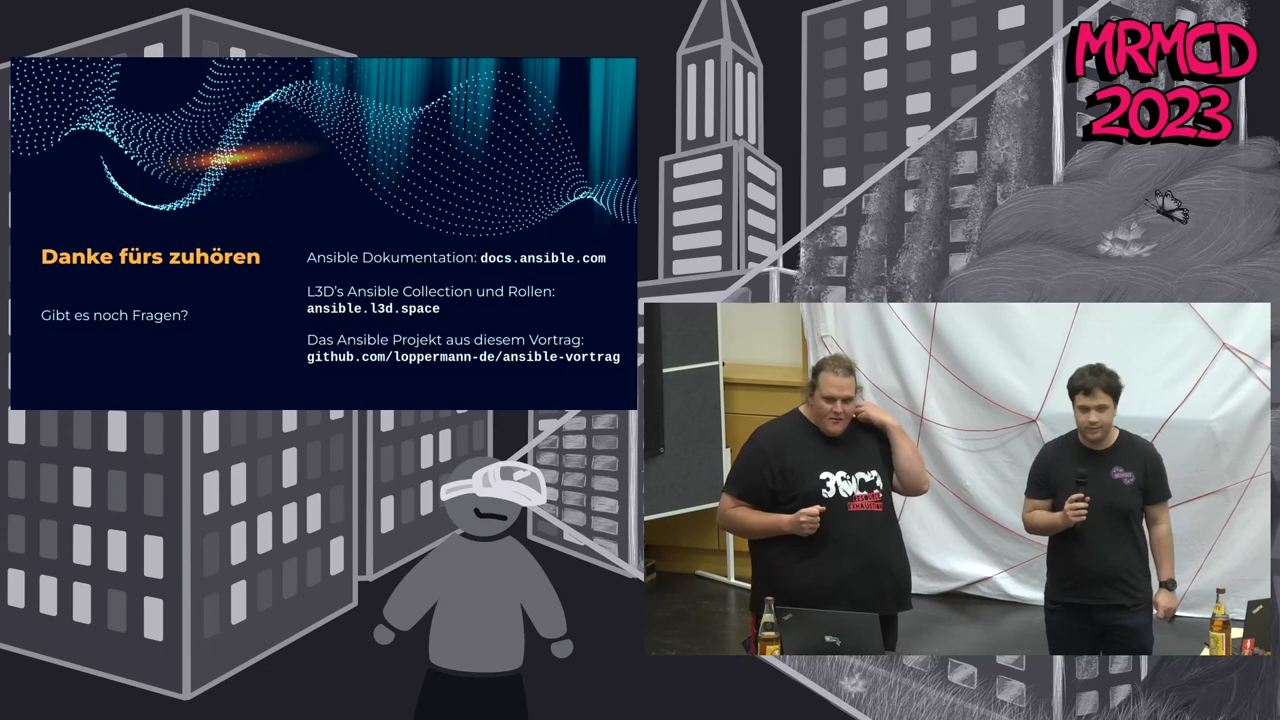 MRMCD
2023
Danke fürs zuhören
Gibt es noch Fragen?
Ansible Dokumentation: docs.ansible.com
L3D's Ansible Collection und Rollen:
ansible.l3d.space
Das Ansible Projekt aus diesem Vortrag:
github.com/loppermann-de/ansible-vortrag